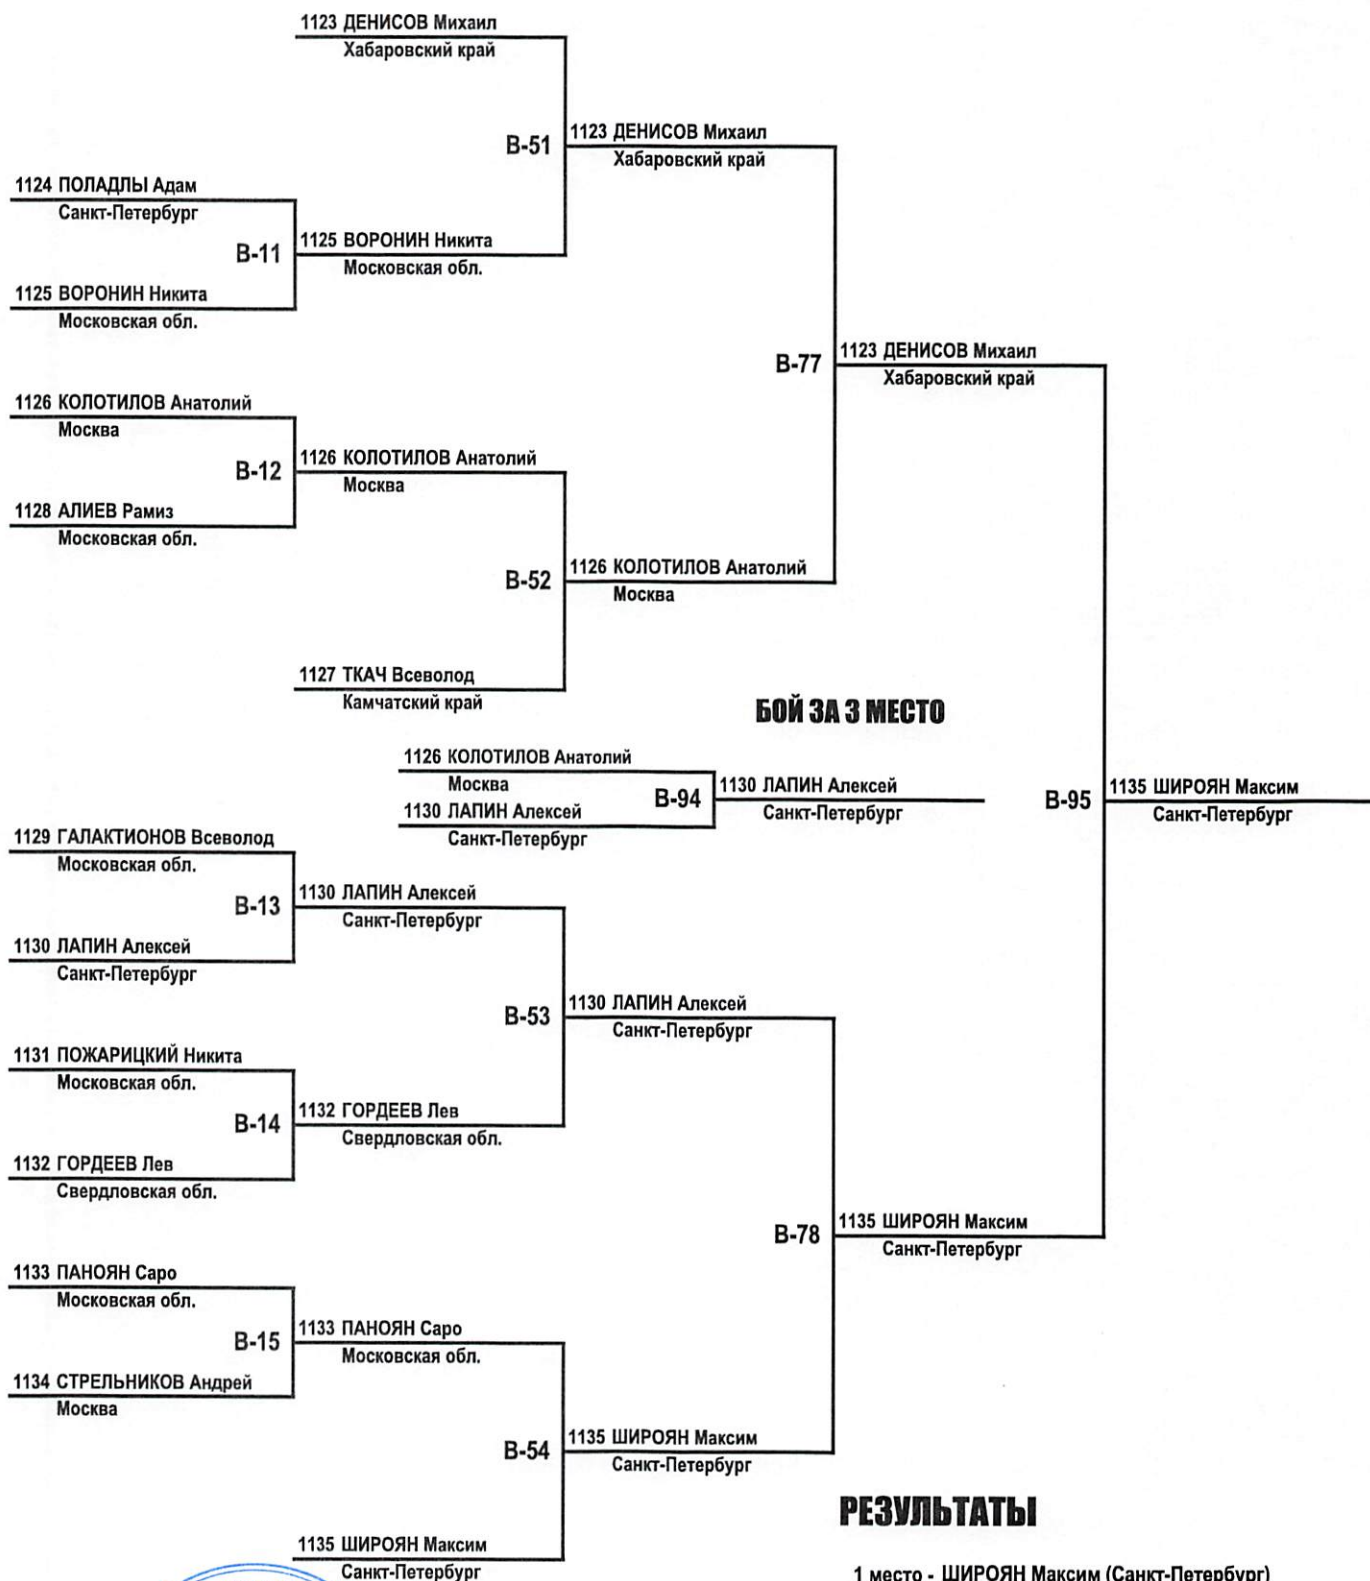 1123 ДЕНИСОВ Михаил
Хабаровский край
B-51
1123 ДЕНИСОВ Михаил
Хабаровский край
1124 ПОЛАДЛЫ Адам
Санкт-Петербург
B-11
1125 ВОРОНИН Никита
Московская обл.
1125 ВОРОНИН Никита
Московская обл.
B-77
1123 ДЕНИСОВ Михаил
Хабаровский край
1126 КОЛОТИЛОВ Анатолий
Москва
B-12
1126 КОЛОТИЛОВ Анатолий
Москва
1128 АЛИЕВ Рамиз
Московская обл.
B-52
1126 КОЛОТИЛОВ Анатолий
Москва
1127 ТКАЧ Всеволод
Камчатский край
БОЙ ЗА 3 МЕСТО
1126 КОЛОТИЛОВ Анатолий
Москва
B-94
1130 ЛАПИН Алексей
Санкт-Петербург
1130 ЛАПИН Алексей
Санкт-Петербург
B-95
1135 ШИРОЯН Максим
Санкт-Петербург
1129 ГАЛАКТИОНОВ Всеволод
Московская обл.
B-13
1130 ЛАПИН Алексей
Санкт-Петербург
1130 ЛАПИН Алексей
Санкт-Петербург
B-53
1130 ЛАПИН Алексей
Санкт-Петербург
1131 ПОЖАРИЦКИЙ Никита
Московская обл.
B-14
1132 ГОРДЕЕВ Лев
Свердловская обл.
1132 ГОРДЕЕВ Лев
Свердловская обл.
B-78
1135 ШИРОЯН Максим
Санкт-Петербург
1133 ПАНОЯН Саро
Московская обл.
B-15
1133 ПАНОЯН Саро
Московская обл.
1134 СТРЕЛЬНИКОВ Андрей
Москва
B-54
1135 ШИРОЯН Максим
Санкт-Петербург
1135 ШИРОЯН Максим
Санкт-Петербург
РЕЗУЛЬТАТЫ
1 место - ШИРОЯН Максим (Санкт-Петербург)